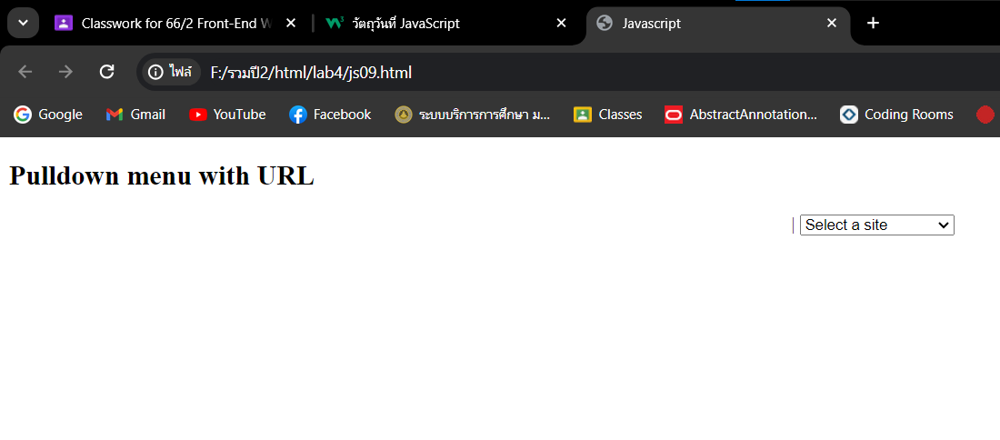 Classwork for 66/2 Front-End W
วัตถุวันที่ JavaScript
Javascript
ไฟล์
F:/รวมปี2/html/lab4/js09.html
Google
Gmail
YouTube
Facebook
ระบบบริการการศึกษา ม...
Classes
AbstractAnnotation...
Coding Rooms
Pulldown menu with URL
Select a site